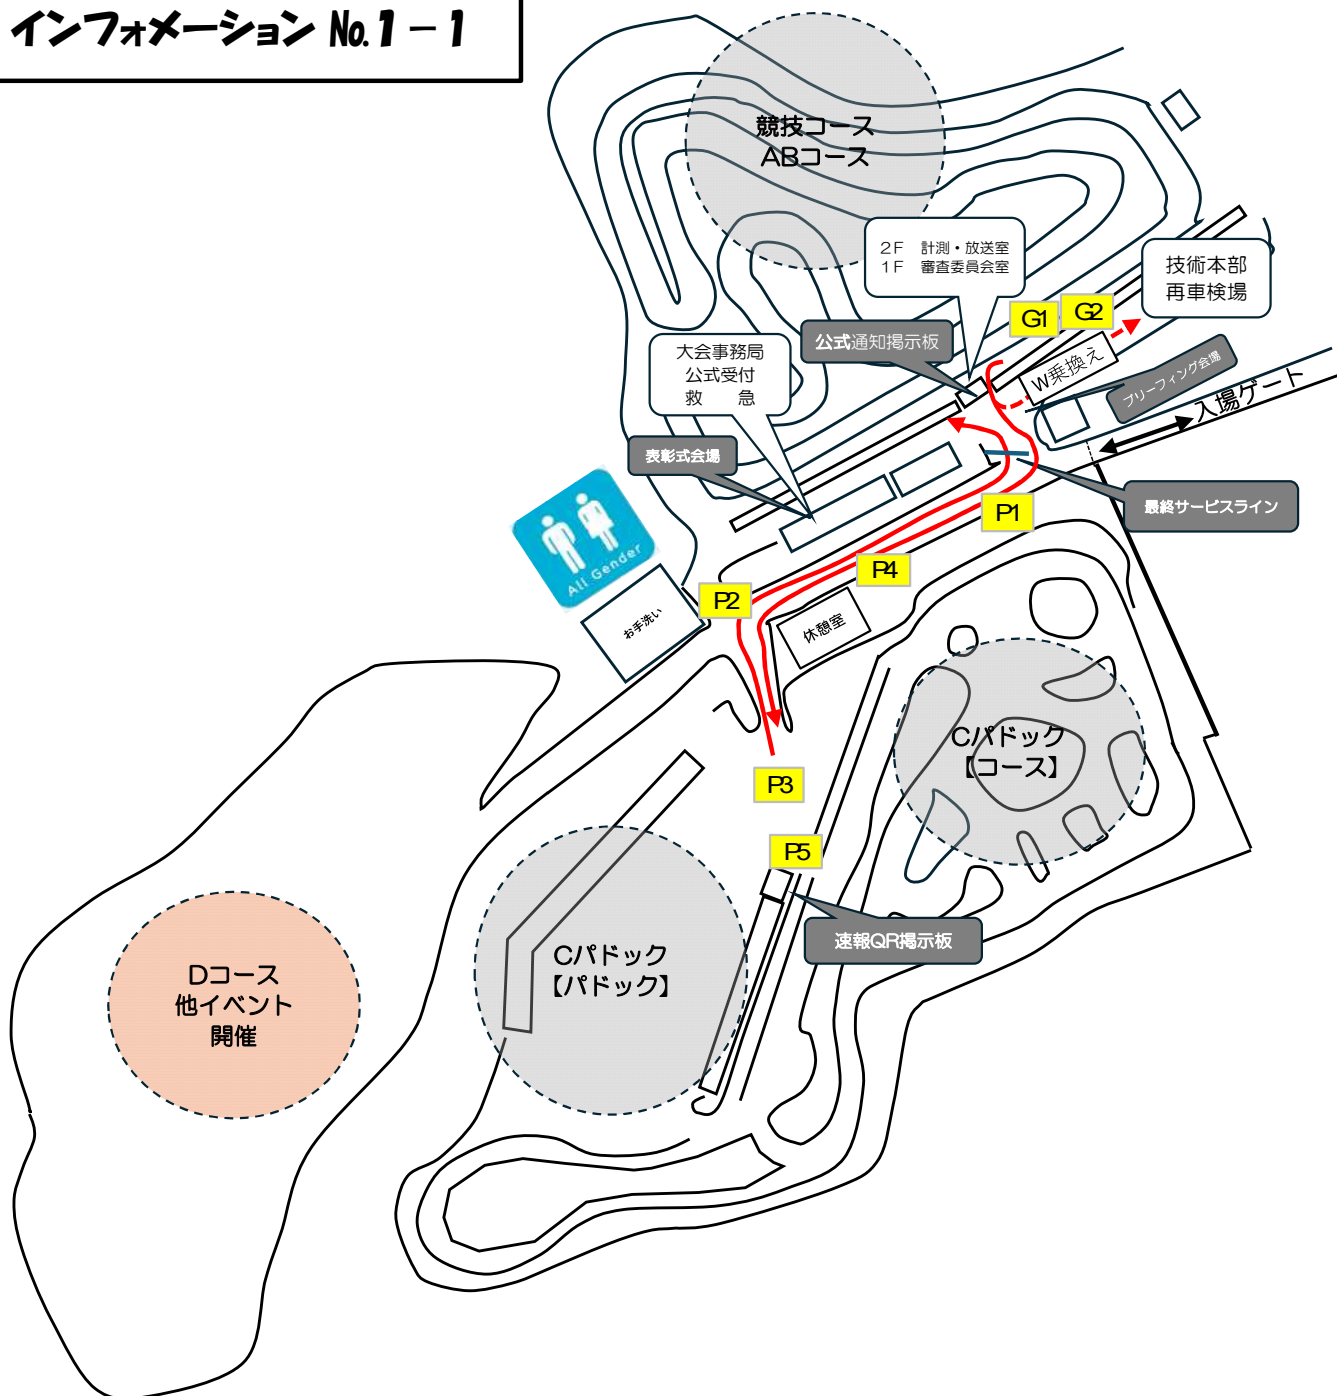 インフォメーション No.1－1
競技コース
ABコース
2F　計測・放送室
1F　審査委員会室
技術本部
再車検場
G1
G2
公式通知掲示板
大会事務局
公式受付
救　急
W乗換え
ブリーフィング会場
入場ゲート
表彰式会場
最終サービスライン
P1
All Gender
P4
P2
お手洗い
休憩室
Cパドック
【コース】
P3
P5
速報QR掲示板
Cパドック
【パドック】
Dコース
他イベント
開催